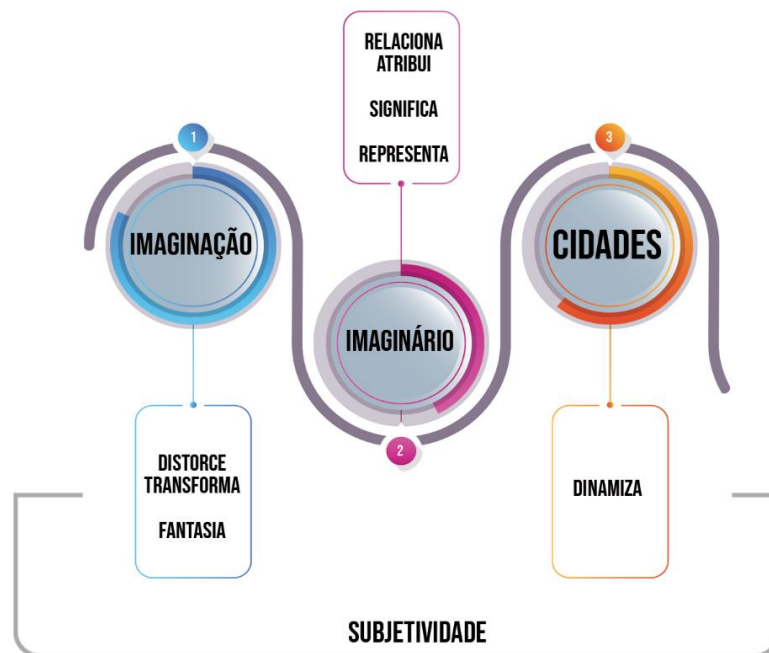 RELACIONA
ATRIBUI
SIGNIFICA
REPRESENTA
1
3
IMAGINAÇÃO
CIDADES
IMAGINÁRIO
2
DISTORCE
TRANSFORMA
FANTASIA
DINAMIZA
SUBJETIVIDADE